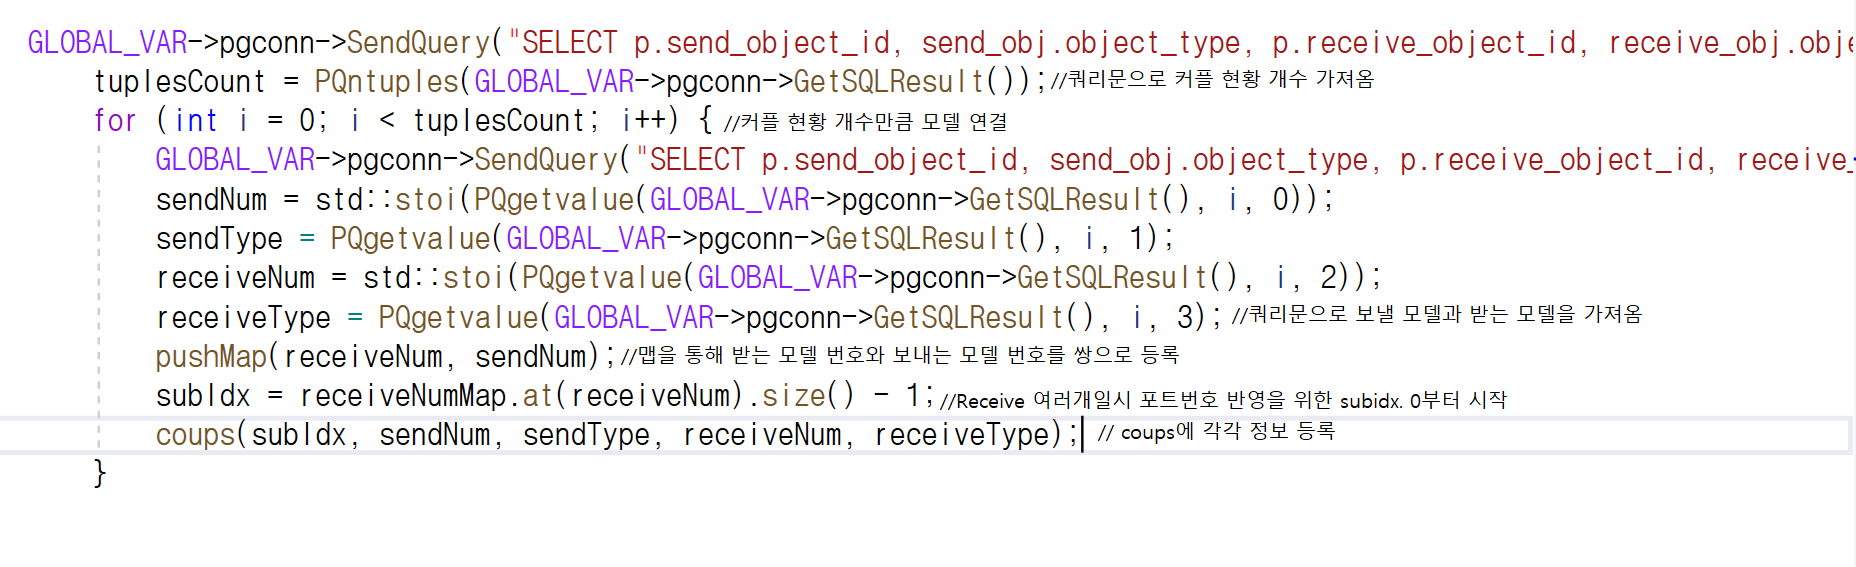 GLOBAL_VAR->pgconn->SendQuery("SELECT p.send_object_id, send_obj.object_type, p.receive_object_id, receive_obj.obje
tuplesCount = PQntuples(GLOBAL_VAR->pgconn->GetSQLResult()); //쿼리문으로 커플 현황 개수 가져옴
for (int i = 0; i < tuplesCount; i++) { //커플 현황 개수만큼 모델 연결
GLOBAL_VAR->pgconn->SendQuery("SELECT p.send_object_id, send_obj.object_type, p.receive_object_id, receive_
sendNum = std::stoi(PQgetvalue(GLOBAL_VAR->pgconn->GetSQLResult(), i, 0));
sendType = PQgetvalue(GLOBAL_VAR->pgconn->GetSQLResult(), i, 1);
receiveNum = std::stoi(PQgetvalue(GLOBAL_VAR->pgconn->GetSQLResult(), i, 2));
receiveType = PQgetvalue(GLOBAL_VAR->pgconn->GetSQLResult(), i, 3); //쿼리문으로 보낼 모델과 받는 모델을 가져옴
pushMap(receiveNum, sendNum); //맵을 통해 받는 모델 번호와 보내는 모델 번호를 쌍으로 등록
subIdx = receiveNumMap.at(receiveNum).size() - 1; //Receive 여러개일시 포트번호 반영을 위한 subidx. 0부터 시작
coups(subIdx, sendNum, sendType, receiveNum, receiveType); // coups에 각각 정보 등록
}